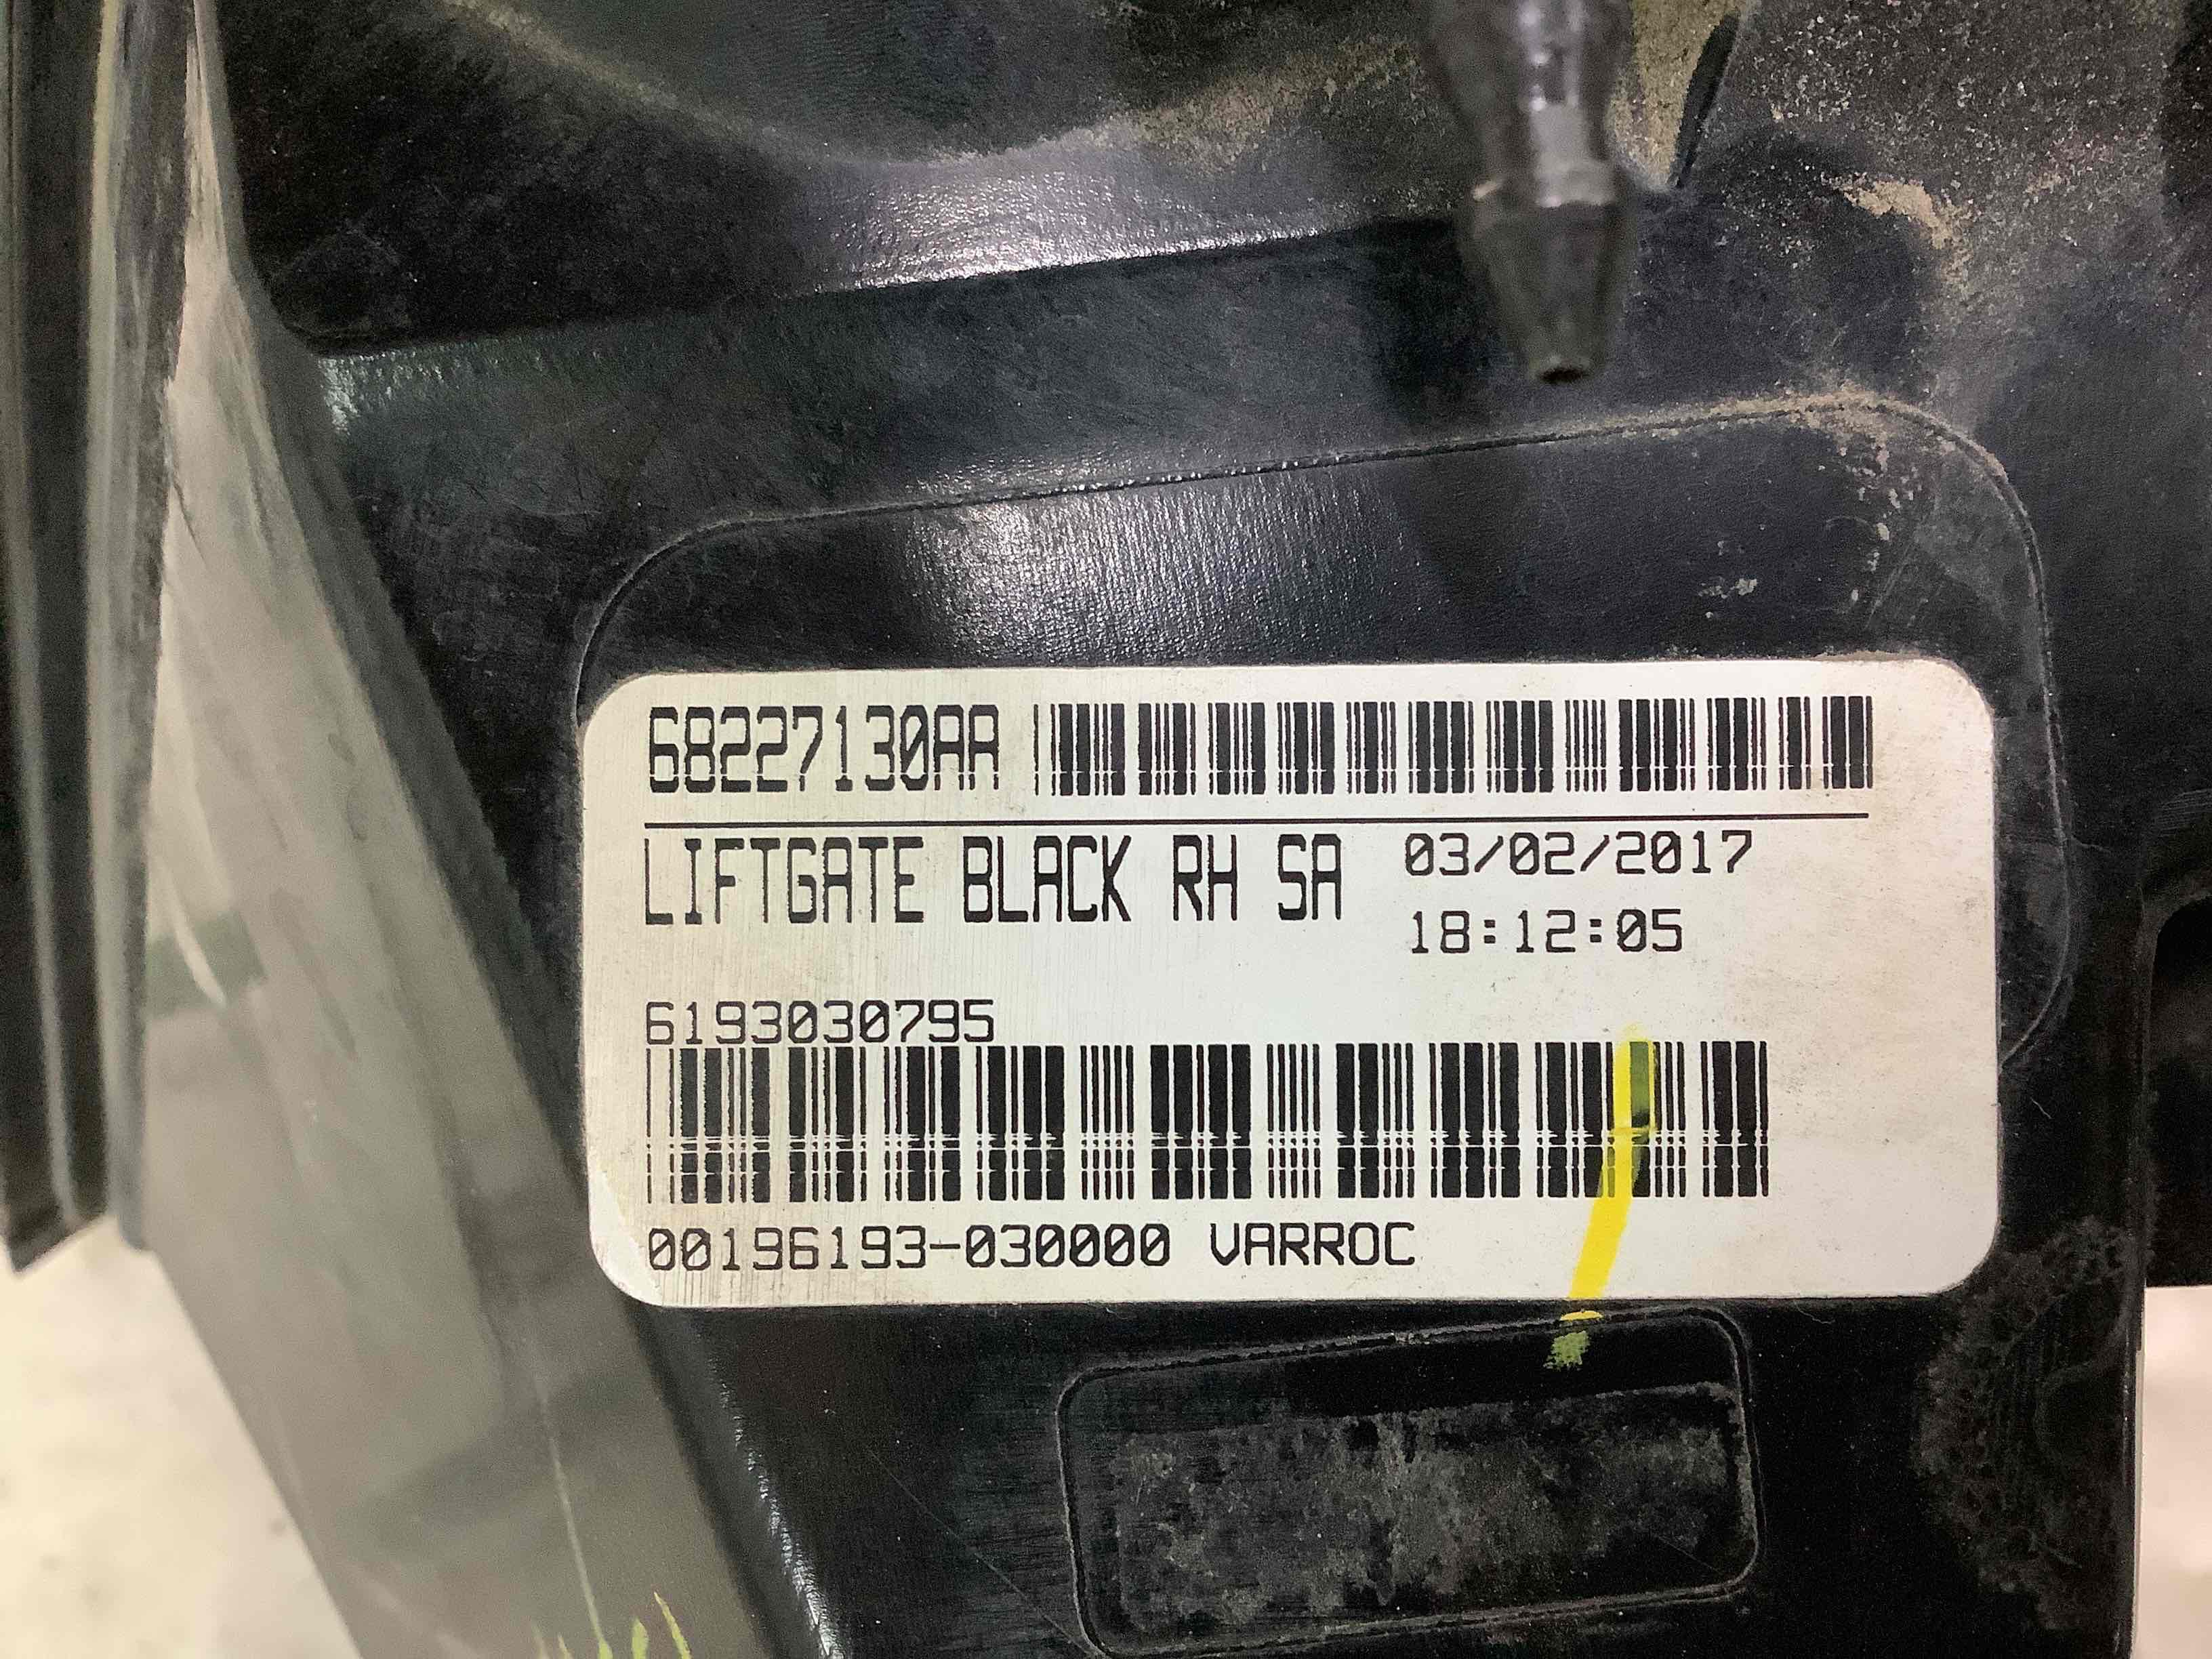 68227130AA
LIFTGATE BLACK RH SA 03/02/2017
18:12:05
6193030795
00196193-030000 VARROC